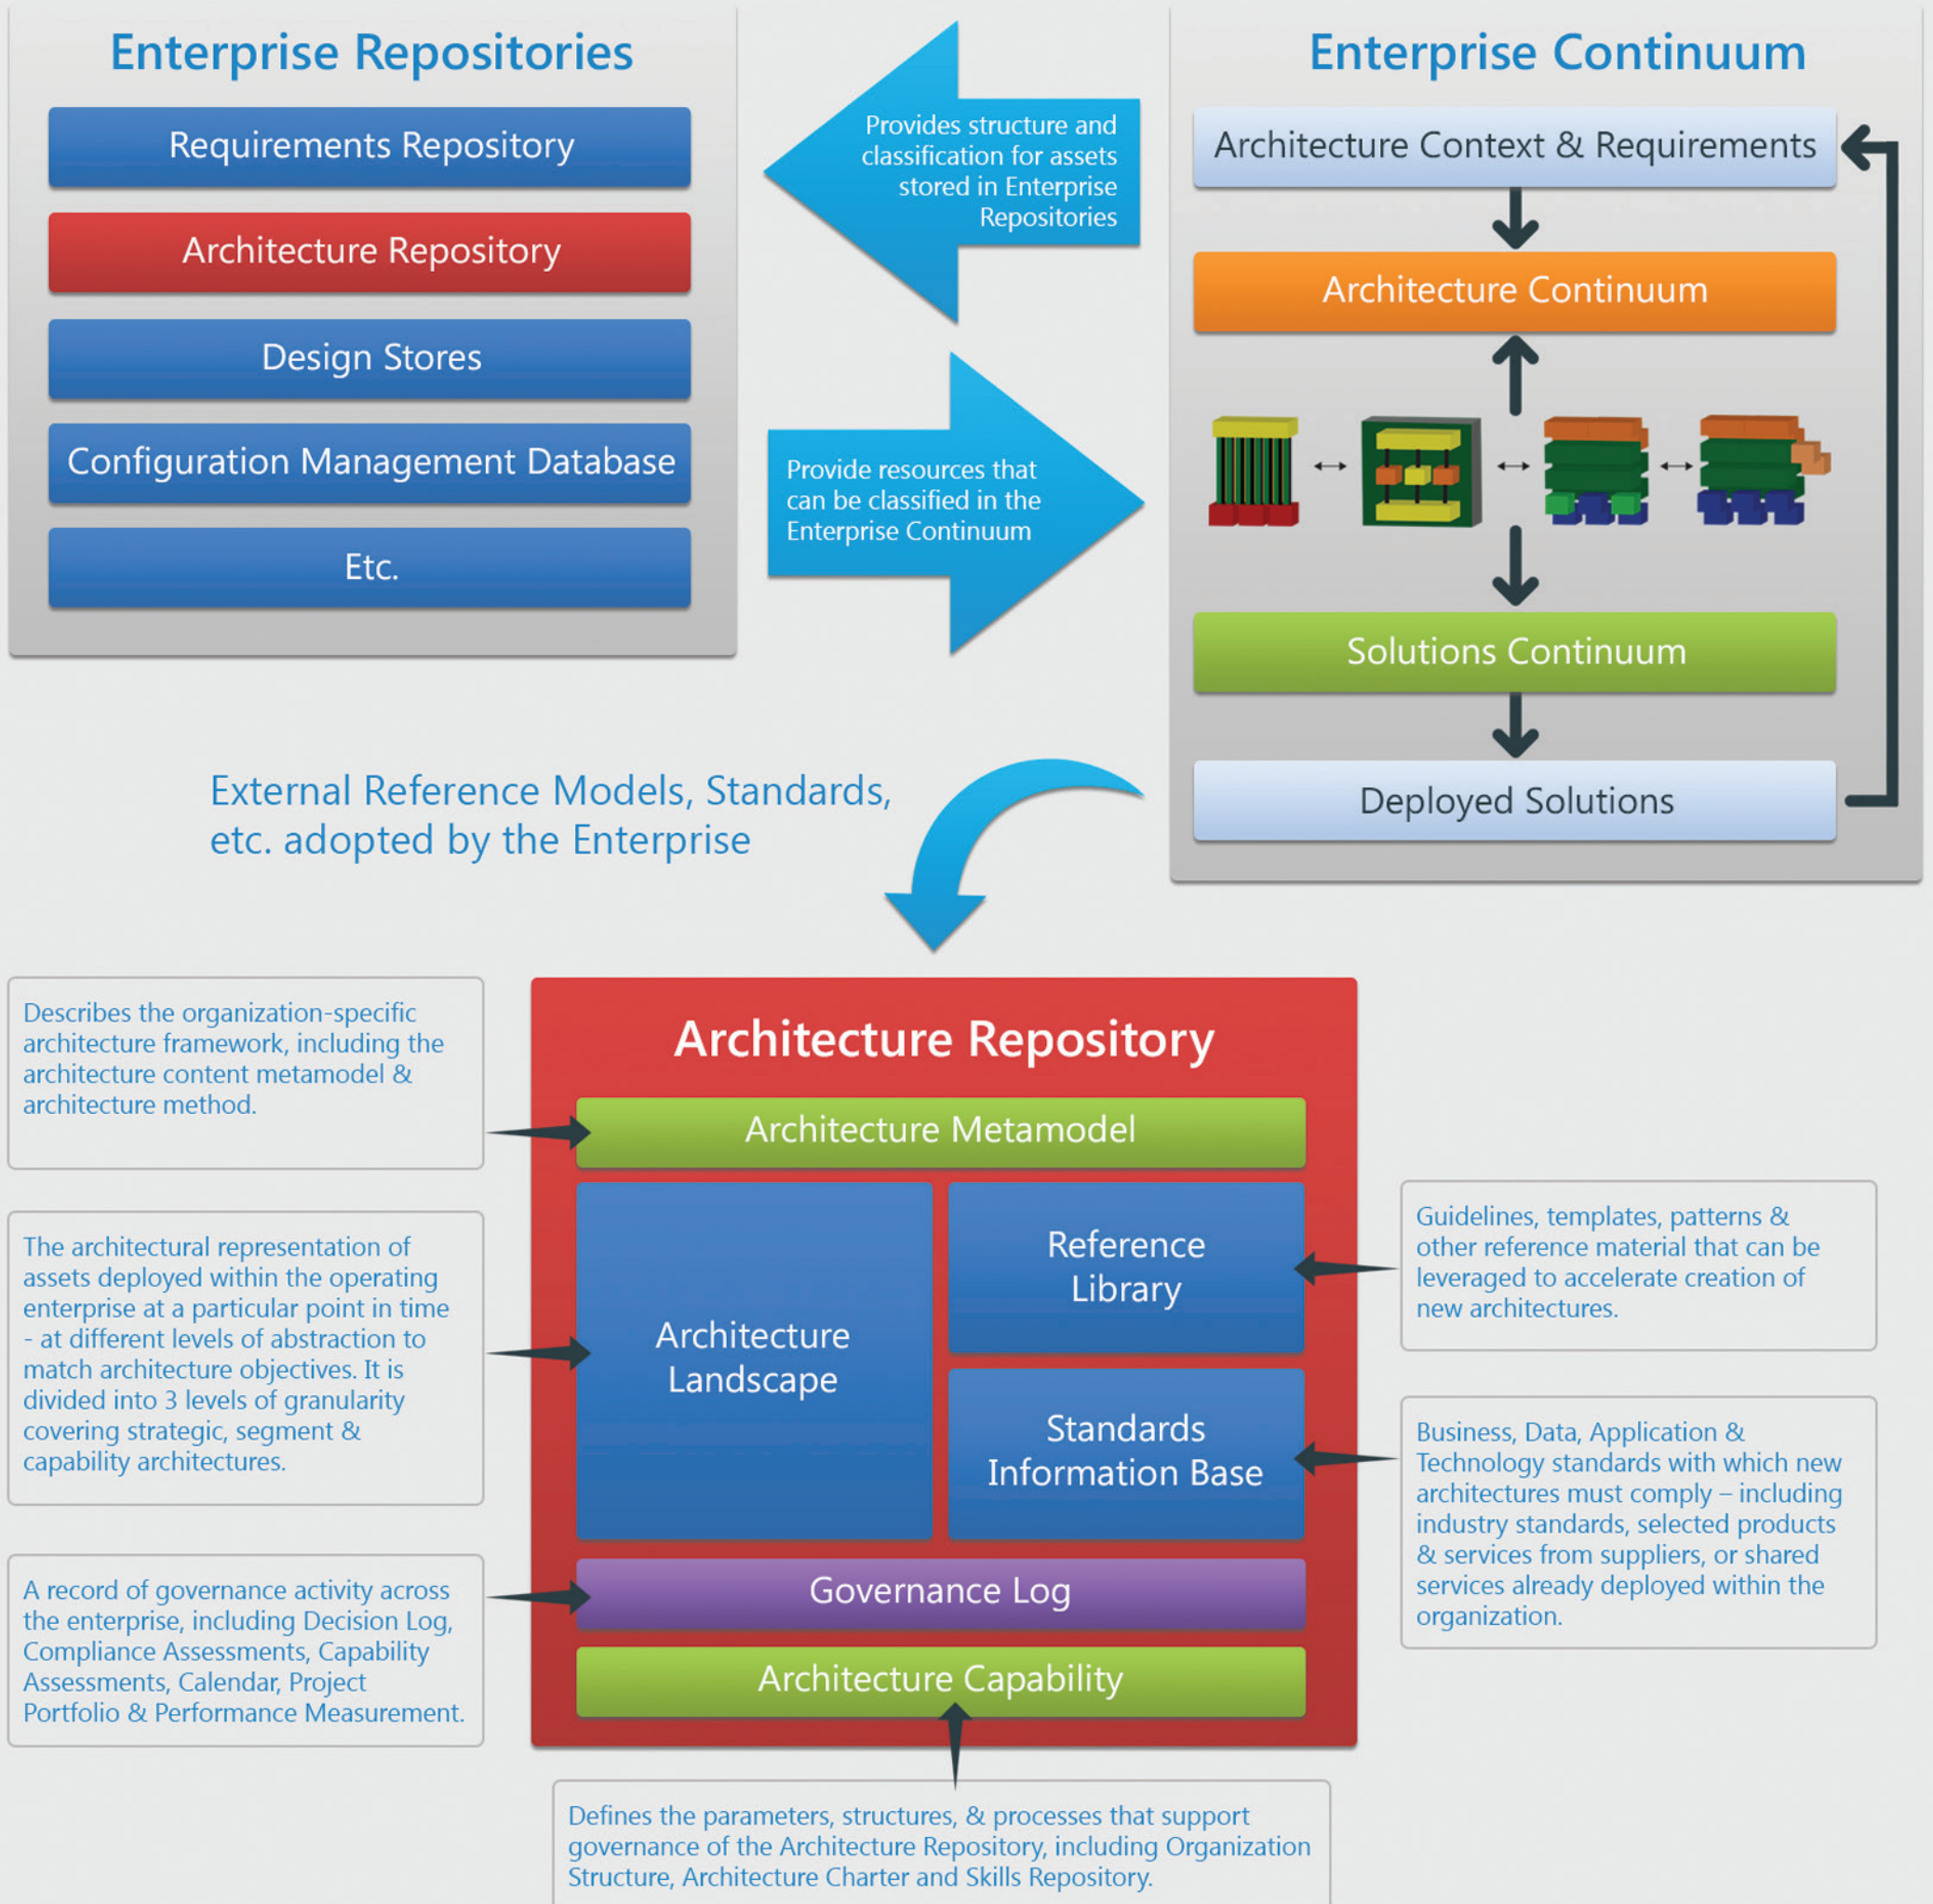 Enterprise Repositories
Requirements Repository
Architecture Repository
Design Stores
Configuration Management Database
Etc.
Provides structure and
classification for assets
stored in Enterprise
Repositories
Provide resources that
can be classified in the
Enterprise Continuum
Enterprise Continuum
Architecture Context & Requirements
Architecture Continuum
Solutions Continuum
Deployed Solutions
External Reference Models, Standards,
etc. adopted by the Enterprise
Architecture Repository
Describes the organization-specific
architecture framework, including the
architecture content metamodel &
architecture method.
Architecture Metamodel
The architectural representation of
assets deployed within the operating
enterprise at a particular point in time
- at different levels of abstraction to
match architecture objectives. It is
divided into 3 levels of granularity
covering strategic, segment &
capability architectures.
Architecture
Landscape
Reference
Library
Guidelines, templates, patterns &
other reference material that can be
leveraged to accelerate creation of
new architectures.
Standards
Information Base
Business, Data, Application &
Technology standards with which new
architectures must comply – including
industry standards, selected products
& services from suppliers, or shared
services already deployed within the
organization.
A record of governance activity across
the enterprise, including Decision Log,
Compliance Assessments, Capability
Assessments, Calendar, Project
Portfolio & Performance Measurement.
Governance Log
Architecture Capability
Defines the parameters, structures, & processes that support
governance of the Architecture Repository, including Organization
Structure, Architecture Charter and Skills Repository.